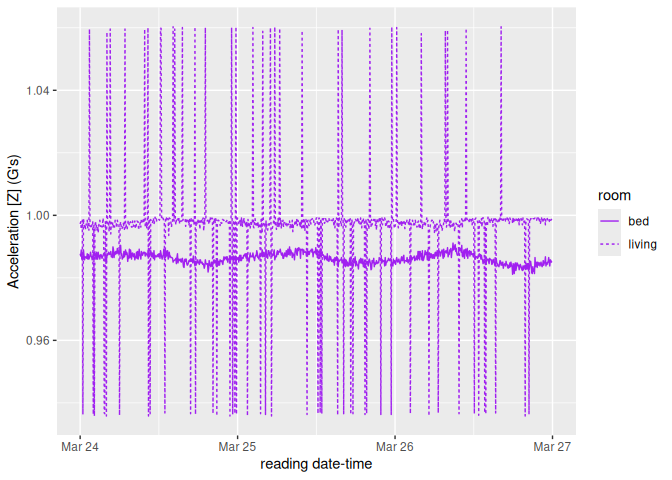 Acceleration [Z] (G's)
1.04
1.00
0.96
Mar 24
Mar 25
Mar 26
Mar 27
reading date-time
room
bed
living